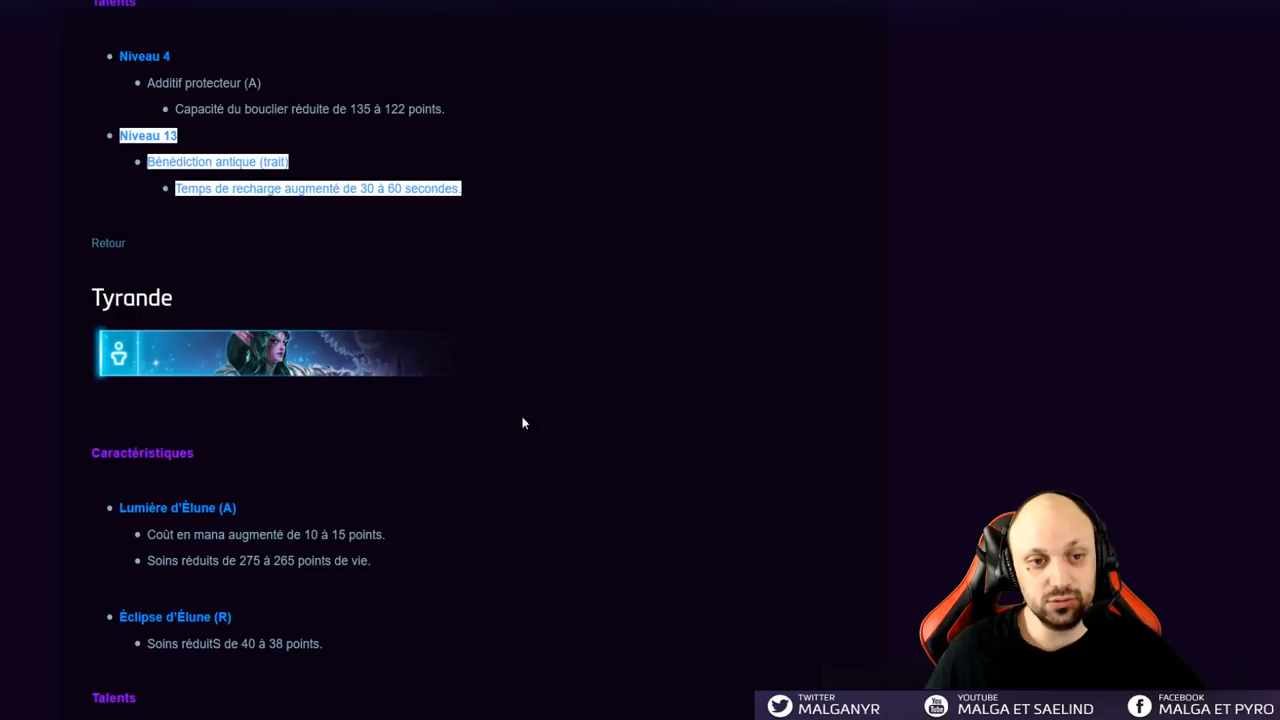 Talents
Niveau 4
Additif protecteur (A)
Capacité du bouclier réduite de 135 à 122 points.
Niveau 13
Bénédiction antique (trait)
Temps de recharge augmenté de 30 à 60 secondes.
Retour
Tyrande
Caractéristiques
Lumière d'Élune (A)
Coût en mana augmenté de 10 à 15 points.
Soins réduits de 275 à 265 points de vie.
Éclipse d'Élune (R)
Soins réduitS de 40 à 38 points.
Talents
TWITTER
MALGANYR
YOUTUBE
MALGA ET SAELIND
FACEBOOK
MALGA ET PYRO